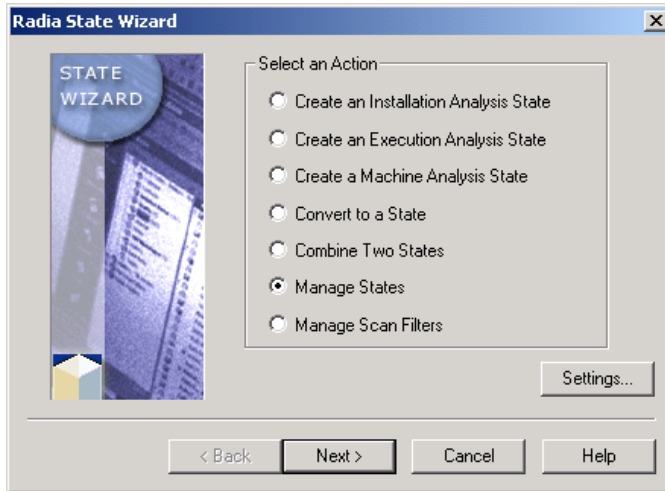 Radia State Wizard
STATE
WIZARD
Select an Action
Create an Installation Analysis State
Create an Execution Analysis State
Create a Machine Analysis State
Convert to a State
Combine Two States
Manage States
Manage Scan Filters
Settings...
< Back
Next >
Cancel
Help